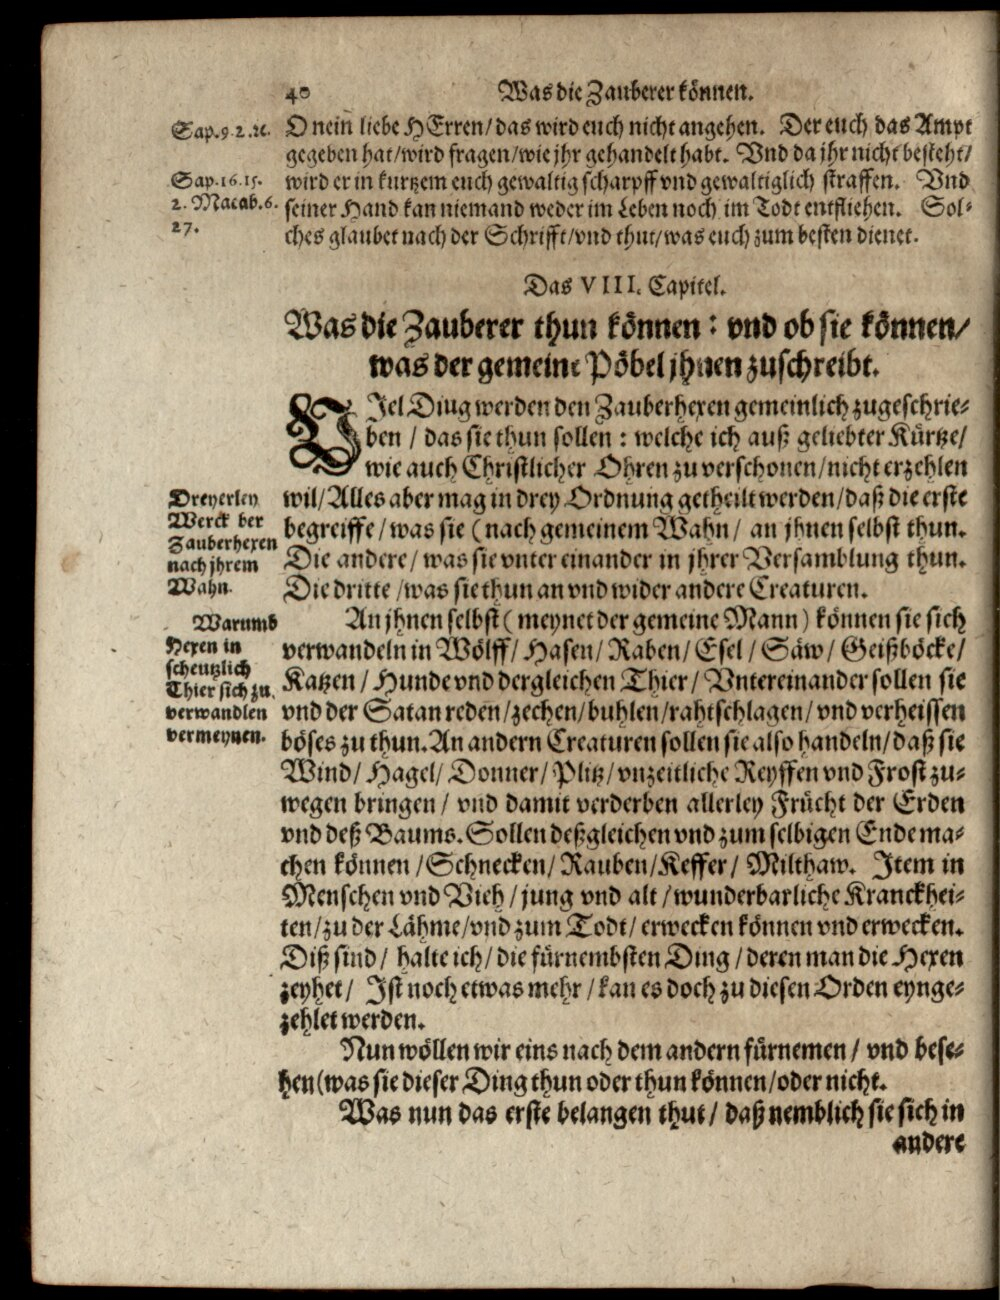 40 Was die Zauberer können.
Sap. 9. 2. ꝛc.
O nein liebe HErren/ das wird euch nicht angehen. Der euch das Ampt
gegeben hat/ wird fragen/ wie jhr gehandelt habt. Vnd da jhr nicht besteht/
Sap. 16. 15.
wird er in kurtzem euch gewaltig scharpff vnd gewaltiglich straffen. Vnd
2. Macab. 6.
seiner Hand kan niemand weder im Leben noch im Todt entfliehen. Sol-
27.
ches glaubet nach der Schrifft/ vnd thut/ was euch zum besten dienet.
Das VIII. Capitel.
Was die Zauberer thun können: vnd ob sie können/
was der gemeine Pöbel jhnen zuschreibt.
VJel Ding werden den Zauberhexen gemeinlich zugeschrie-
ben / das sie thun sollen: welche ich auß geliebter Kürtze/
wie auch Christlicher Ohren zu verschonen/ nicht erzehlen
wil/ Alles aber mag in drey Ordnung getheilt werden/ daß die erste
begreiffe/ was sie (nach gemeinem Wahn/ an jhnen selbst thun.
Die andere/ was sie vnter einander in jhrer Versamblung thun.
Die dritte / was sie thun an vnd wider andere Creaturen.
Dreyerley
Werck der
Zauberhexen
nach jhrem
Wahn.
An jhnen selbst (meynet der gemeine Mann) können sie sich
verwandeln in Wölff/ Hasen/ Raben/ Esel / Säw/ Geißböcke/
Katzen / Hunde vnd dergleichen Thier/ Vntereinander sollen sie
vnd der Satan reden/ zechen/ buhlen/ rahtschlagen/ vnd verheissen
böses zu thun. An andern Creaturen sollen sie also handeln/ daß sie
Warumb
Hexen in
scheutzlich
Thier sich zu
verwandlen
vermeynen.
Wind/ Hagel/ Donner/ Plitz/ vnzeitliche Reyffen vnd Frost zu-
wegen bringen / vnd damit verderben allerley Frücht der Erden
vnd deß Baums. Sollen deßgleichen vnd zum selbigen Ende ma-
chen können / Schnecken/ Rauben/ Keffer/ Milthaw. Item in
Menschen vnd Vieh / jung vnd alt / wunderbarliche Kranckhei-
ten/ zu der Lähme/ vnd zum Todt/ erwecken können vnd erwecken.
Diß sind/ halte ich/ die fürnembsten Ding / deren man die Hexen
zeyhet/ Ist noch etwas mehr / kan es doch zu diesen Orden eynge-
zehlet werden.
Nun wöllen wir eins nach dem andern fürnemen / vnd bese-
hen (was sie dieser Ding thun oder thun können/ oder nicht.
Was nun das erste belangen thut/ daß nemblich sie sich in
andere